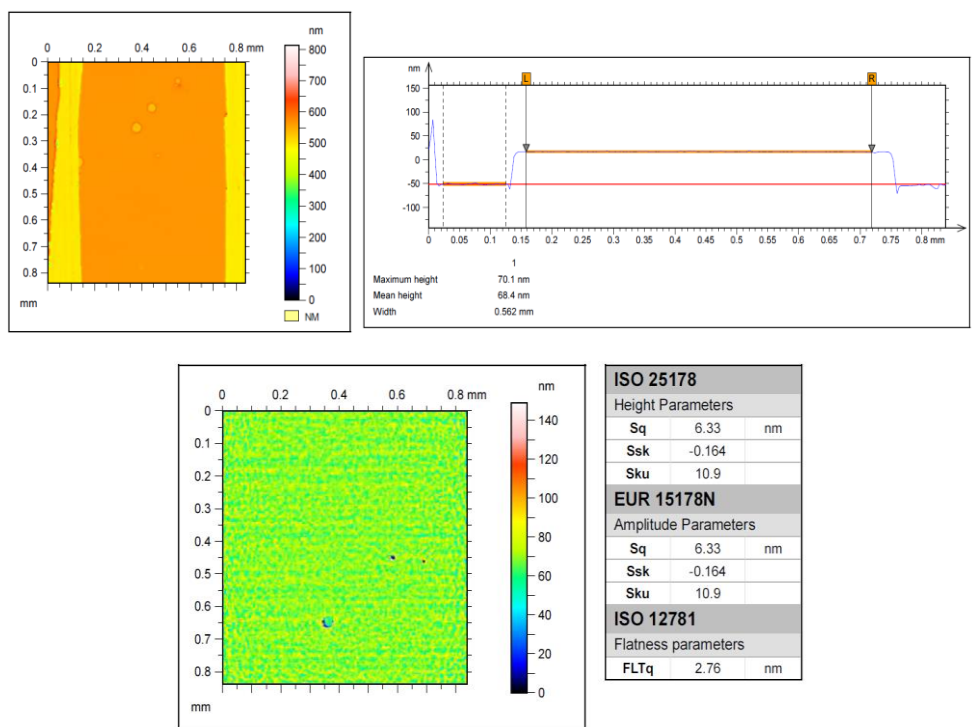 nm
0 0.2 0.4 0.6 0.8 mm
0
0.1
0.2
0.3
0.4
0.5
0.6
0.7
0.8
mm
800
700
600
500
400
300
200
100
0
NM
nm
L R
150
100
50
0
-50
-100
0 0.05 0.1 0.15 0.2 0.25 0.3 0.35 0.4 0.45 0.5 0.55 0.6 0.65 0.7 0.75 0.8 mm
1
Maximum height 70.1 nm
Mean height 68.4 nm
Width 0.562 mm
nm
0 0.2 0.4 0.6 0.8 mm
0
0.1
0.2
0.3
0.4
0.5
0.6
0.7
0.8
mm
140
120
100
80
60
40
20
0
ISO 25178
Height Parameters
Sq 6.33 nm
Ssk -0.164
Sku 10.9
EUR 15178N
Amplitude Parameters
Sq 6.33 nm
Ssk -0.164
Sku 10.9
ISO 12781
Flatness parameters
FLTq 2.76 nm